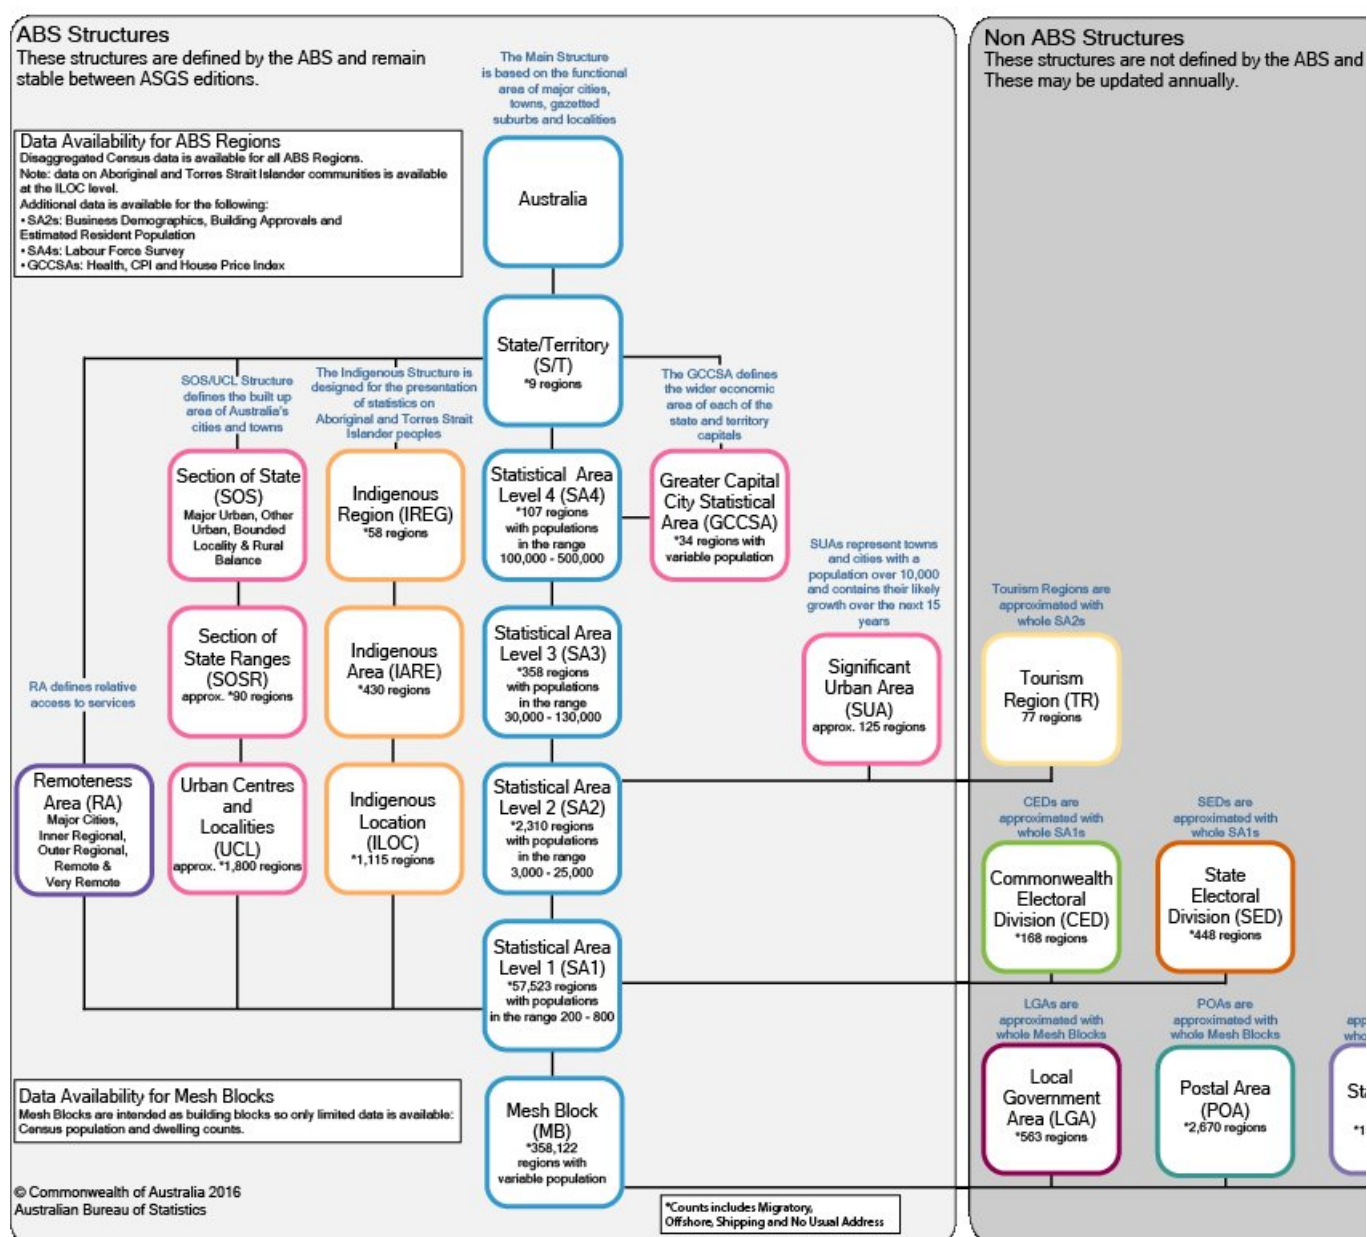 ABS Structures
These structures are defined by the ABS and remain
stable between ASGS editions.
The Main Structure
is based on the functional
area of major cities,
towns, gazetted
suburbs and localities
Data Availability for ABS Regions
Disaggregated Census data is available for all ABS Regions.
Note: data on Aboriginal and Torres Strait Islander communities is available
at the ILOC level.
Additional data is available for the following:
• SA2s: Business Demographics, Building Approvals and
Estimated Resident Population
• SA4s: Labour Force Survey
• GCCSAs: Health, CPI and House Price Index
Australia
State/Territory
(S/T)
*9 regions
SOS/UCL Structure
defines the built up
area of Australia's
cities and towns
The Indigenous Structure is
designed for the presentation
of statistics on
Aboriginal and Torres Strait
Islander peoples
The GCCSA defines
the wider economic
area of each of the
state and territory
capitals
Section of State
(SOS)
Major Urban, Other
Urban, Bounded
Locality & Rural
Balance
Indigenous
Region (IREG)
*58 regions
Statistical Area
Level 4 (SA4)
*107 regions
with populations
in the range
100,000 - 500,000
Greater Capital
City Statistical
Area (GCCSA)
*34 regions with
variable population
SUAs represent towns
and cities with a
population over 10,000
and contains their likely
growth over the next 15
years
Section of
State Ranges
(SOSR)
approx. *90 regions
Indigenous
Area (IARE)
*430 regions
Statistical Area
Level 3 (SA3)
*358 regions
with populations
in the range
30,000 - 130,000
Significant
Urban Area
(SUA)
approx. 125 regions
RA defines relative
access to services
Remoteness
Area (RA)
Major Cities,
Inner Regional,
Outer Regional,
Remote &
Very Remote
Urban Centres
and
Localities
(UCL)
approx. *1,800 regions
Indigenous
Location
(ILOC)
*1,115 regions
Statistical Area
Level 2 (SA2)
*2,310 regions
with populations
in the range
3,000 - 25,000
Statistical Area
Level 1 (SA1)
*57,523 regions
with populations
in the range 200 - 800
Data Availability for Mesh Blocks
Mesh Blocks are intended as building blocks so only limited data is available:
Census population and dwelling counts.
Mesh Block
(MB)
*358,122
regions with
variable population
© Commonwealth of Australia 2016
Australian Bureau of Statistics
*Counts includes Migratory,
Offshore, Shipping and No Usual Address
Non ABS Structures
These structures are not defined by the ABS and
These may be updated annually.
Tourism Regions are
approximated with
whole SA2s
Tourism
Region (TR)
77 regions
CEDs are
approximated with
whole SA1s
SEDs are
approximated with
whole SA1s
Commonwealth
Electoral
Division (CED)
*168 regions
State
Electoral
Division (SED)
*448 regions
LGAs are
approximated with
whole Mesh Blocks
POAs are
approximated with
whole Mesh Blocks
Local
Government
Area (LGA)
*563 regions
Postal Area
(POA)
*2,670 regions